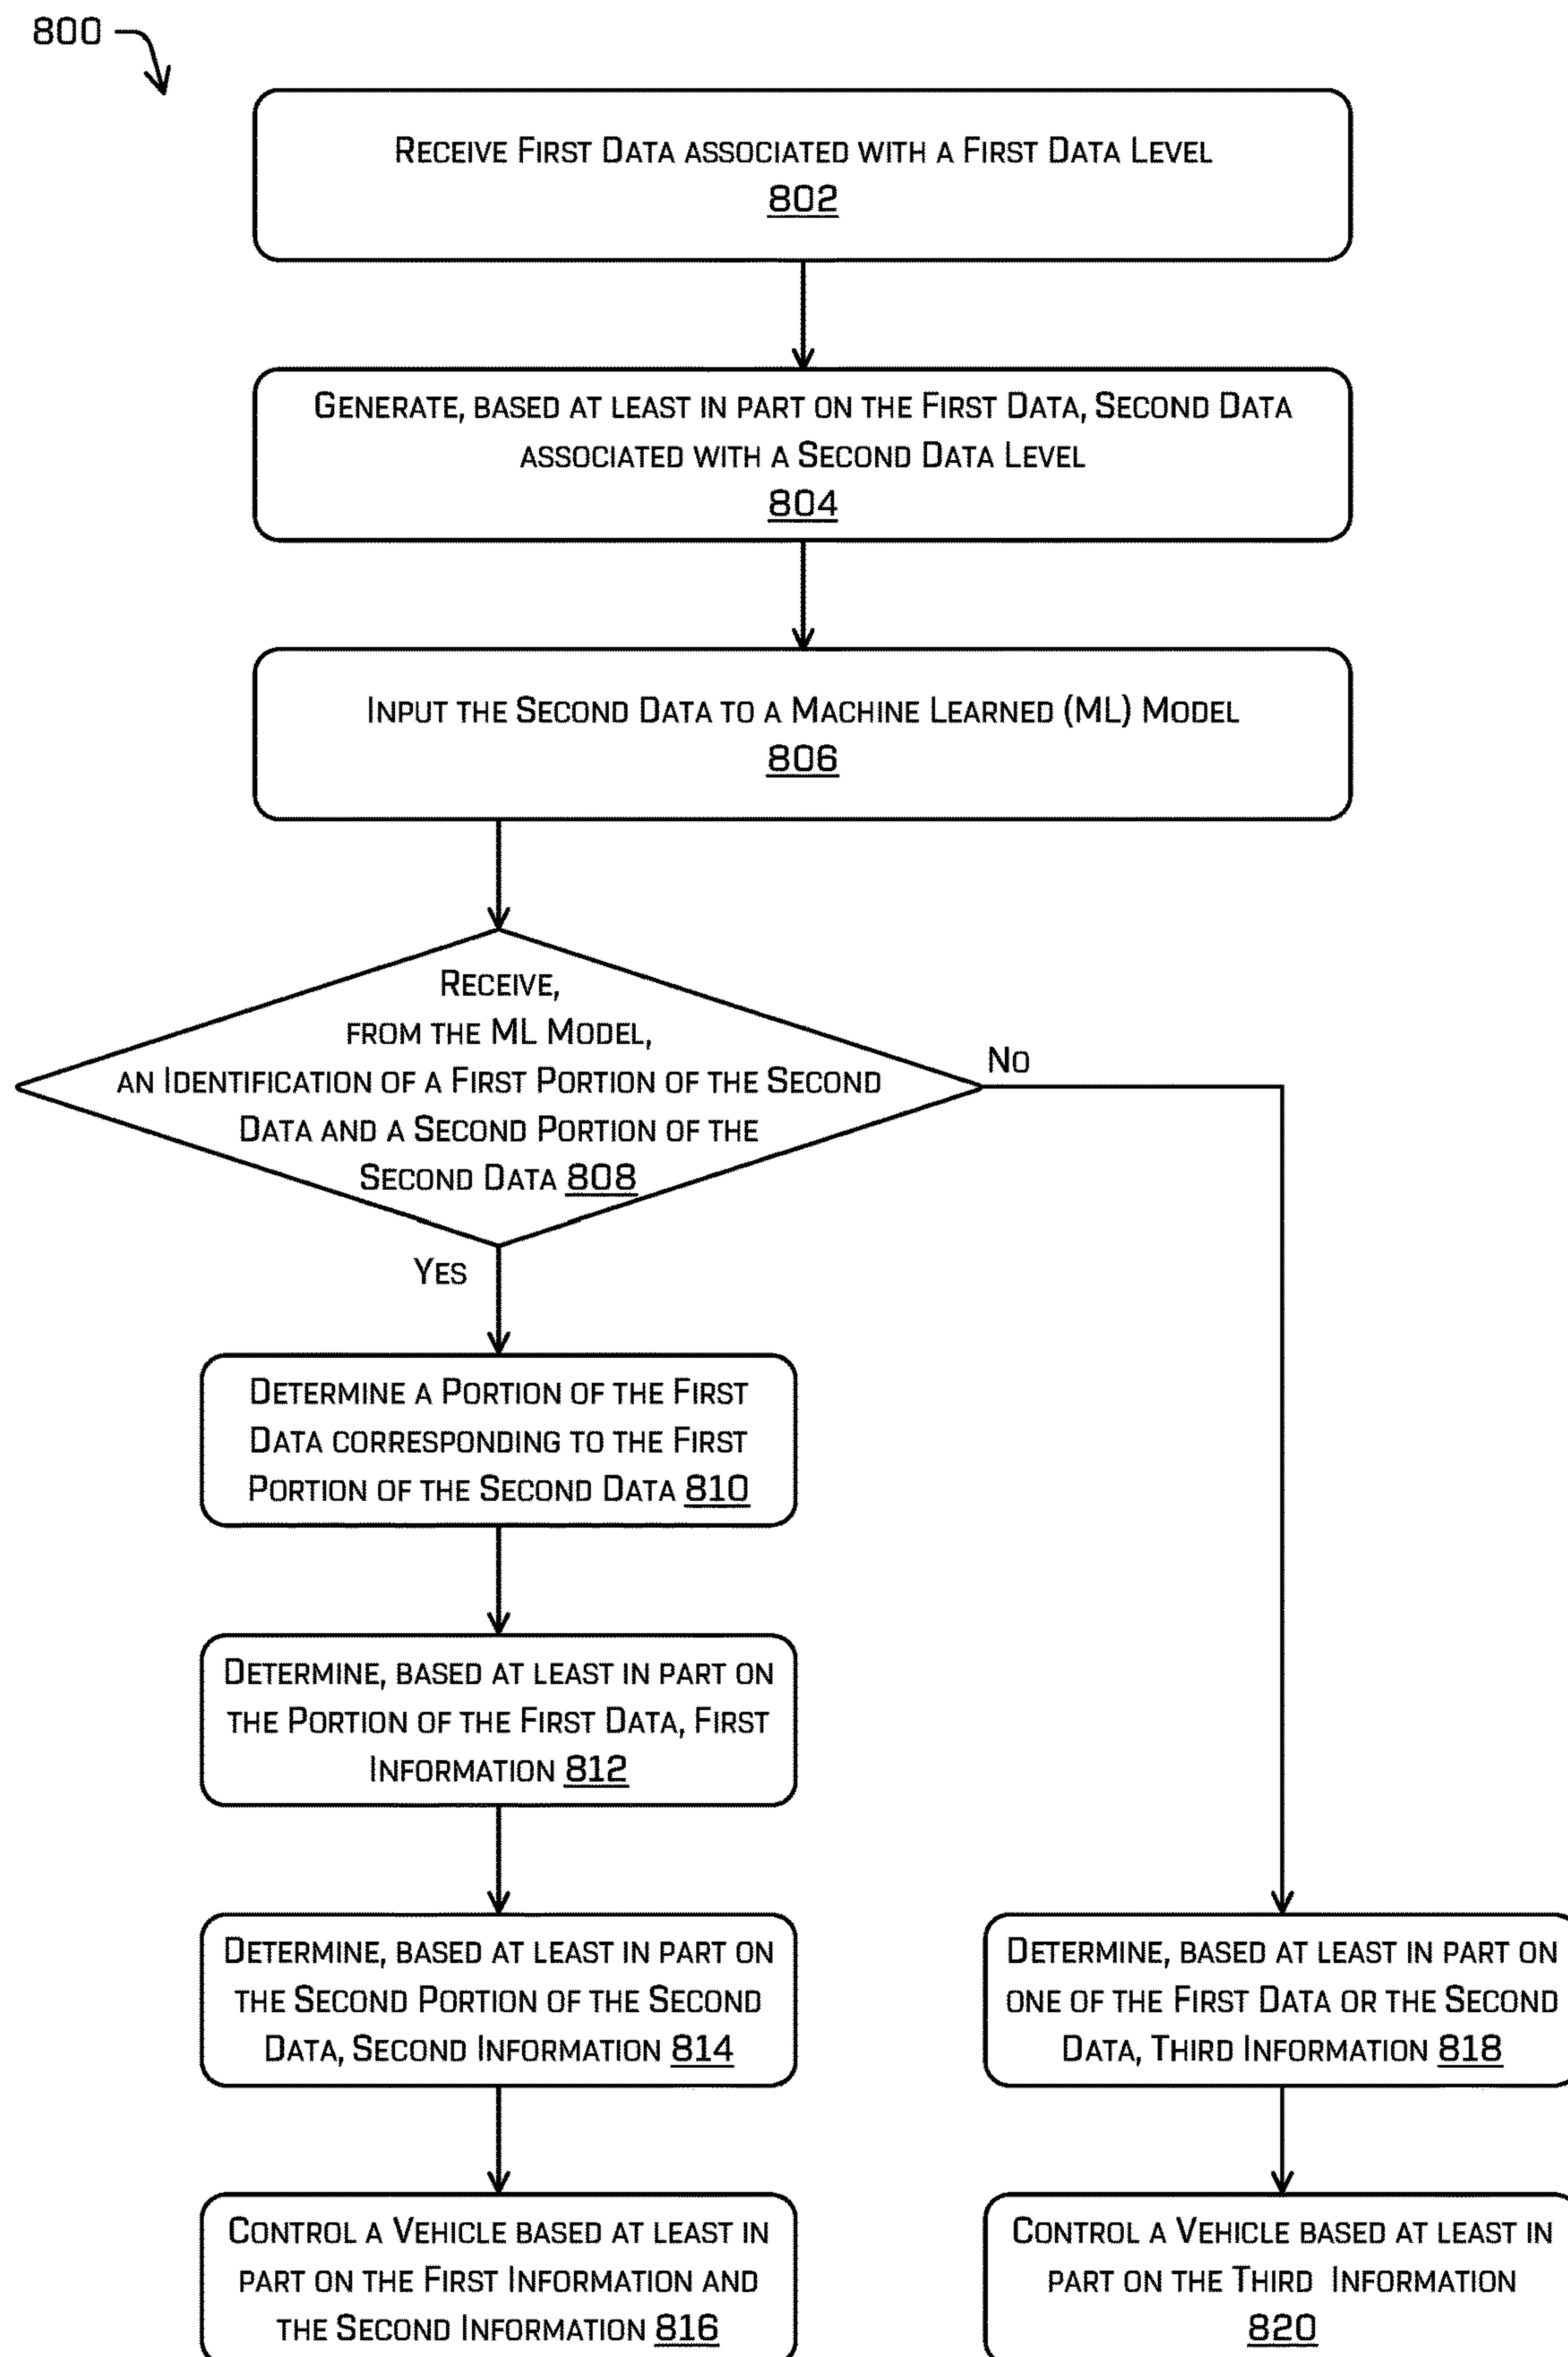 800
Receive First Data associated with a First Data Level
802
Generate, based at least in part on the First Data, Second Data
associated with a Second Data Level
804
Input the Second Data to a Machine Learned (ML) Model
806
Receive,
from the ML Model,
an Identification of a First Portion of the Second
Data and a Second Portion of the
Second Data 808
No
Yes
Determine a Portion of the First
Data corresponding to the First
Portion of the Second Data 810
Determine, based at least in part on
the Portion of the First Data, First
Information 812
Determine, based at least in part on
the Second Portion of the Second
Data, Second Information 814
Control a Vehicle based at least in
part on the First Information and
the Second Information 816
Determine, based at least in part on
one of the First Data or the Second
Data, Third Information 818
Control a Vehicle based at least in
part on the Third Information
820